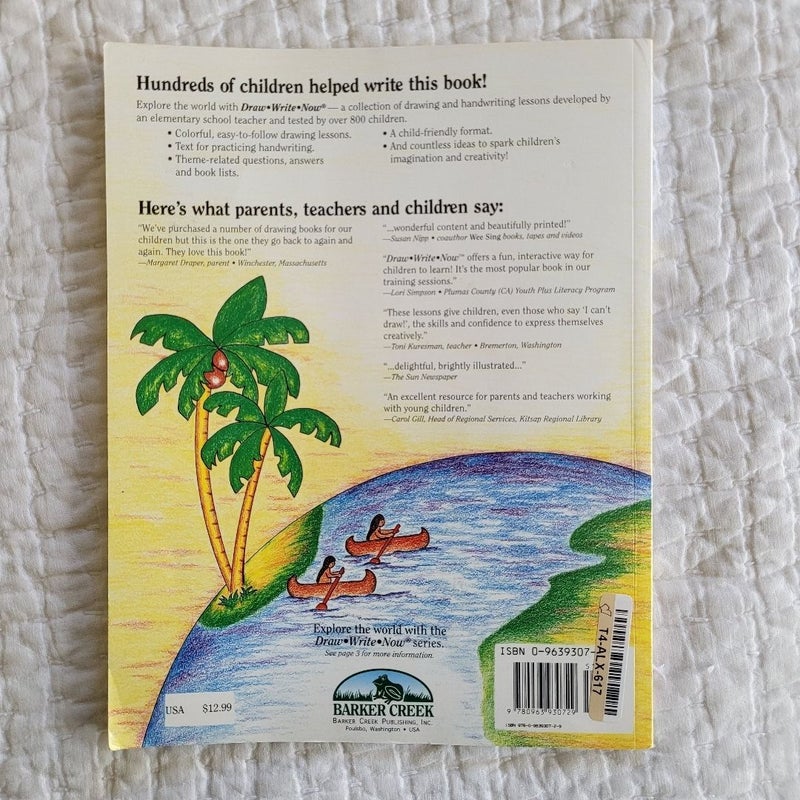 Hundreds of children helped write this book!
Explore the world with Draw•Write•Now® — a collection of drawing and handwriting lessons developed by
an elementary school teacher and tested by over 800 children.
• Colorful, easy-to-follow drawing lessons.
• Text for practicing handwriting.
• Theme-related questions, answers
and book lists.
• A child-friendly format.
• And countless ideas to spark children's
imagination and creativity!
Here's what parents, teachers and children say:
"We've purchased a number of drawing books for our
children but this is the one they go back to again and
again. They love this book!"
—Margaret Draper, parent • Winchester, Massachusetts
"...wonderful content and beautifully printed!"
—Susan Nipp • coauthor Wee Sing books, tapes and videos
"Draw•Write•Now™ offers a fun, interactive way for
children to learn! It's the most popular book in our
training sessions."
—Lori Simpson • Plumas County (CA) Youth Plus Literacy Program
"These lessons give children, even those who say 'I can't
draw!', the skills and confidence to express themselves
creatively."
—Toni Kuresman, teacher • Bremerton, Washington
"...delightful, brightly illustrated..."
—The Sun Newspaper
"An excellent resource for parents and teachers working
with young children."
—Carol Gill, Head of Regional Services, Kitsap Regional Library
Explore the world with the
Draw•Write•Now® series.
See page 3 for more information.
USA $12.99
BARKER CREEK
BARKER CREEK PUBLISHING, INC.
Poulsbo, Washington • USA
ISBN 0-9639307-
T4-ALX-617
9 780963 930729
ISBN 978-0-9639307-2-9